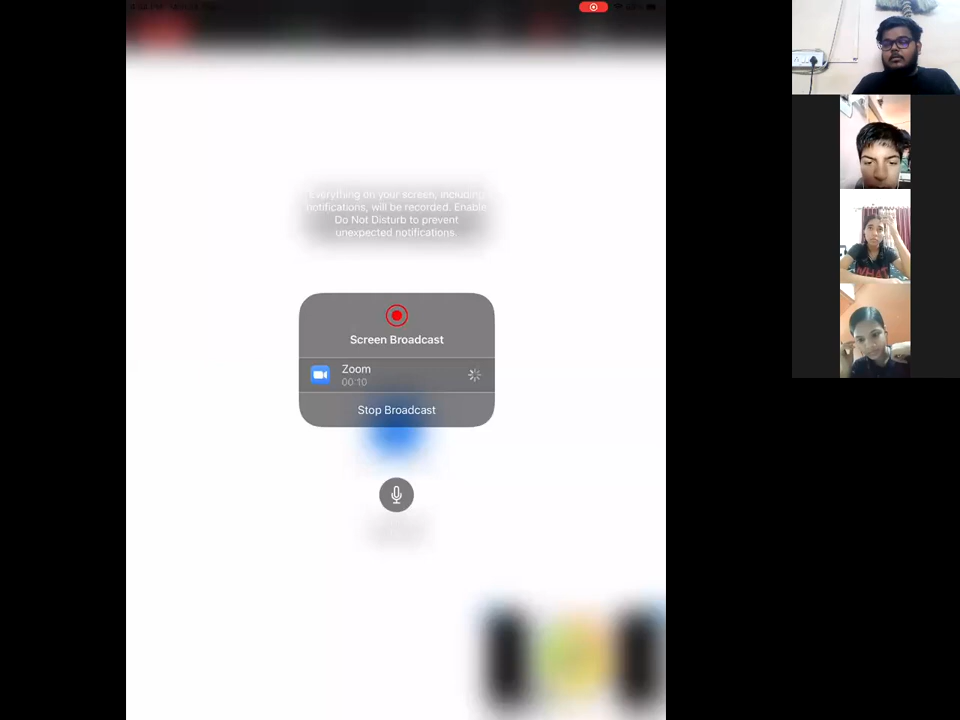 Everything on your screen, including
notifications, will be recorded. Enable
Do Not Disturb to prevent
unexpected notifications.
Screen Broadcast
Zoom
00:10
Stop Broadcast
WHAT